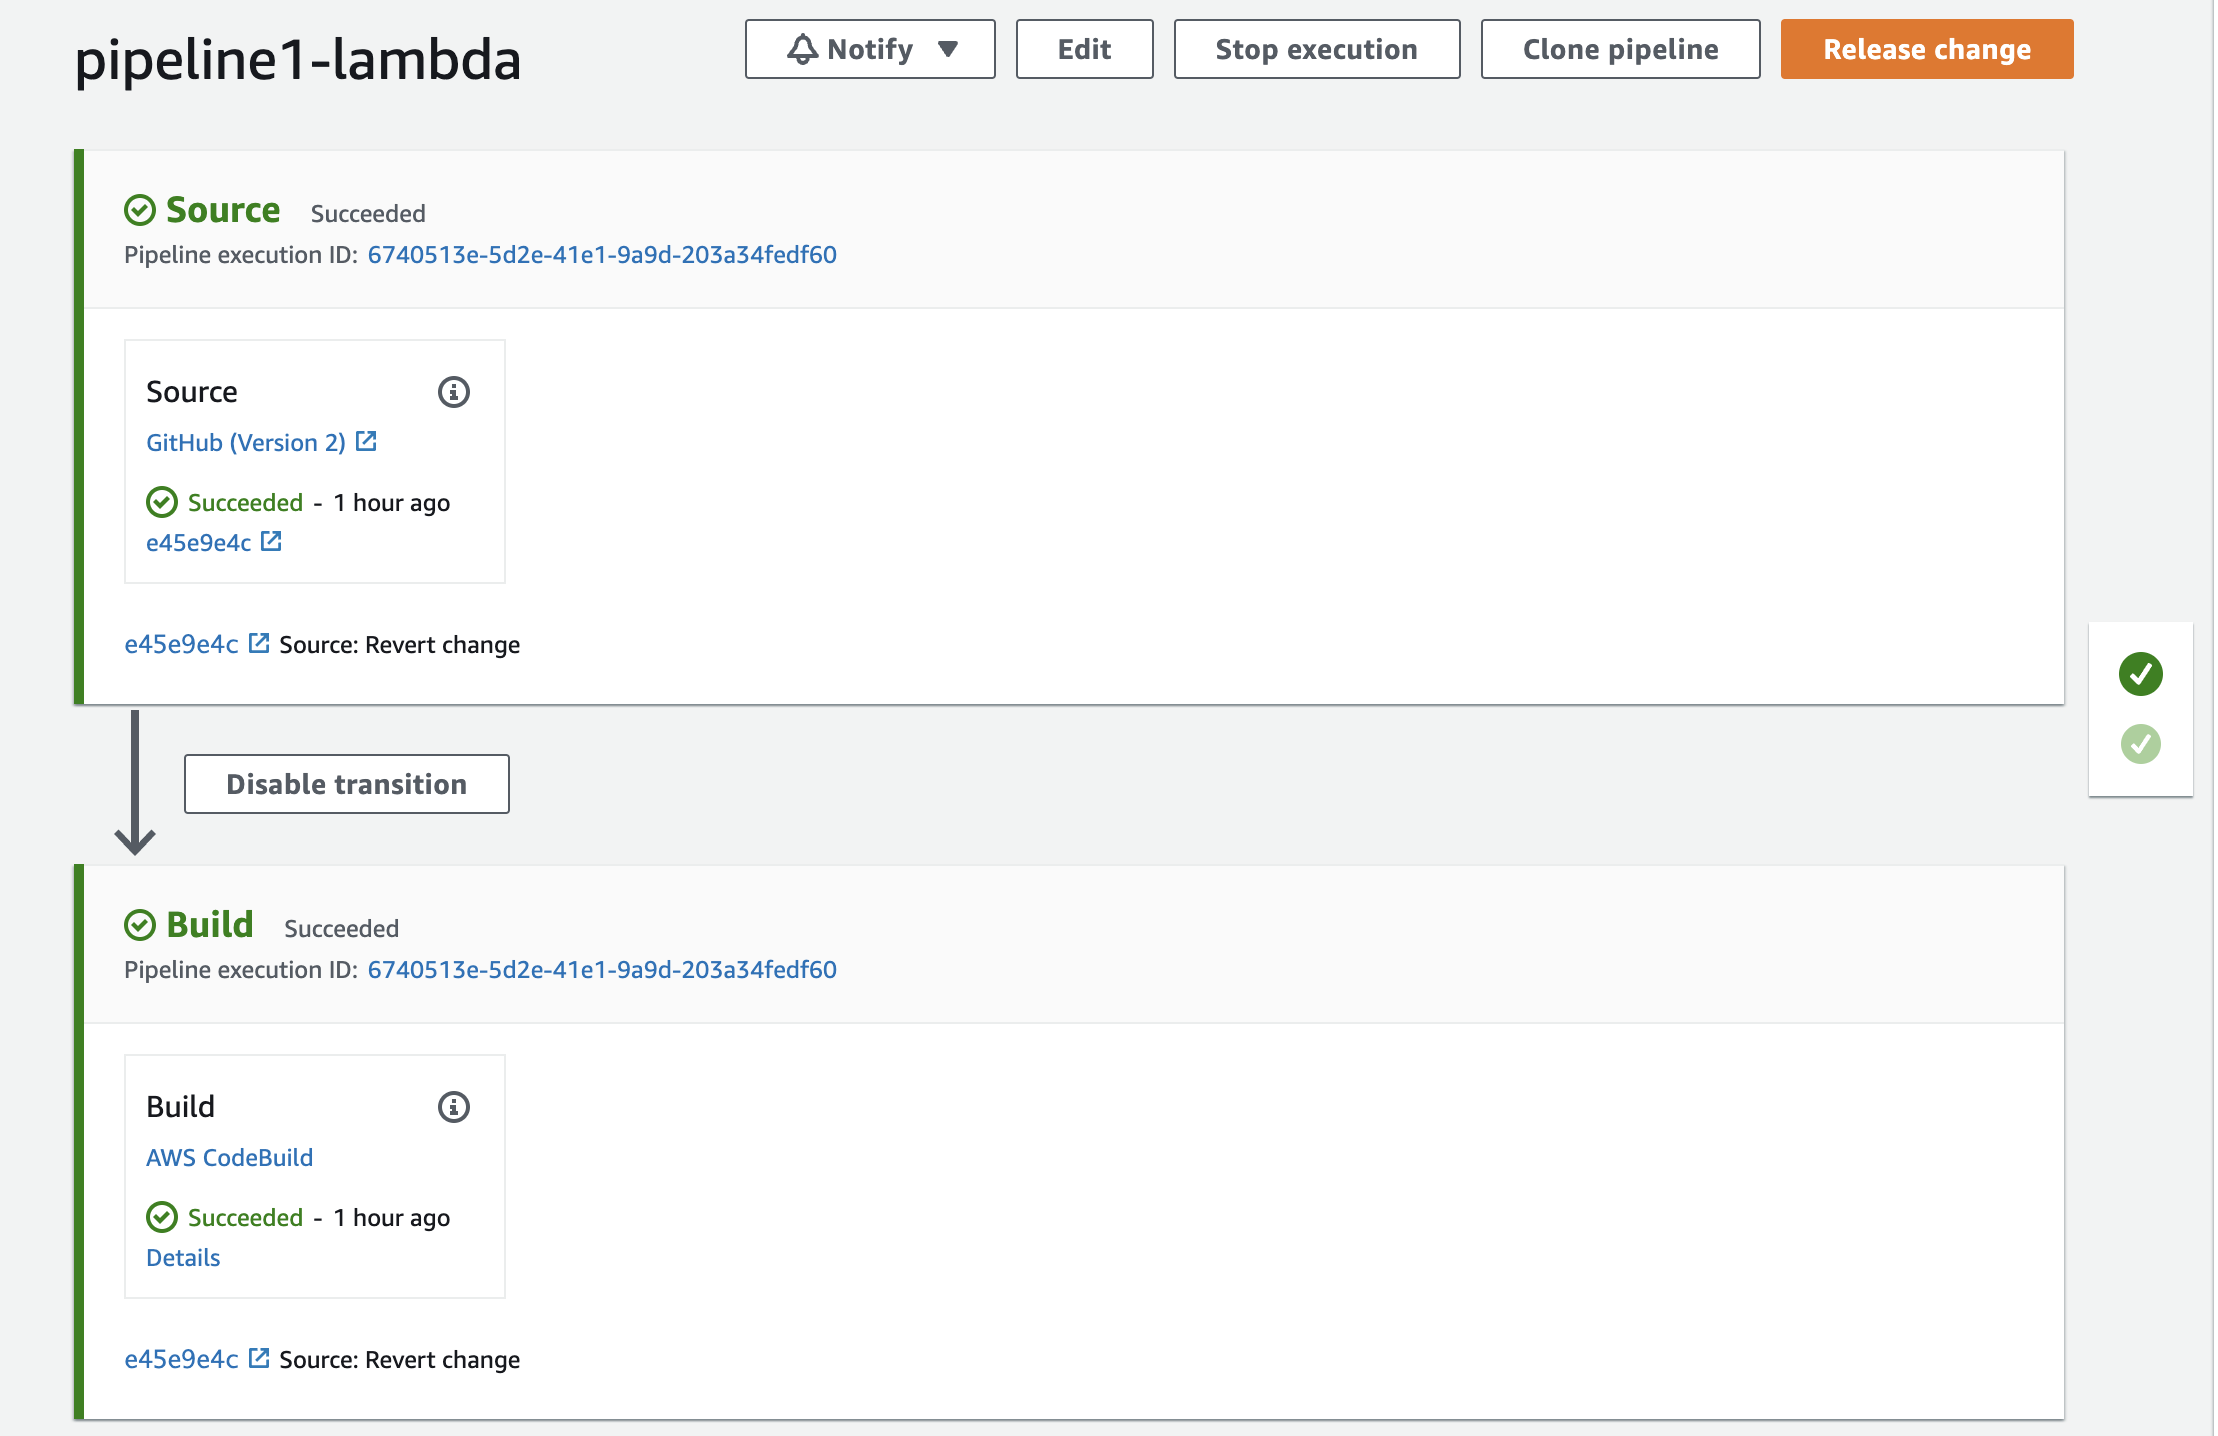 pipeline1-lambda
Notify
Edit
Stop execution
Clone pipeline
Release change
Source Succeeded
Pipeline execution ID: 6740513e-5d2e-41e1-9a9d-203a34fedf60
Source
GitHub (Version 2)
Succeeded - 1 hour ago
e45e9e4c
e45e9e4c Source: Revert change
Disable transition
Build Succeeded
Pipeline execution ID: 6740513e-5d2e-41e1-9a9d-203a34fedf60
Build
AWS CodeBuild
Succeeded - 1 hour ago
Details
e45e9e4c Source: Revert change